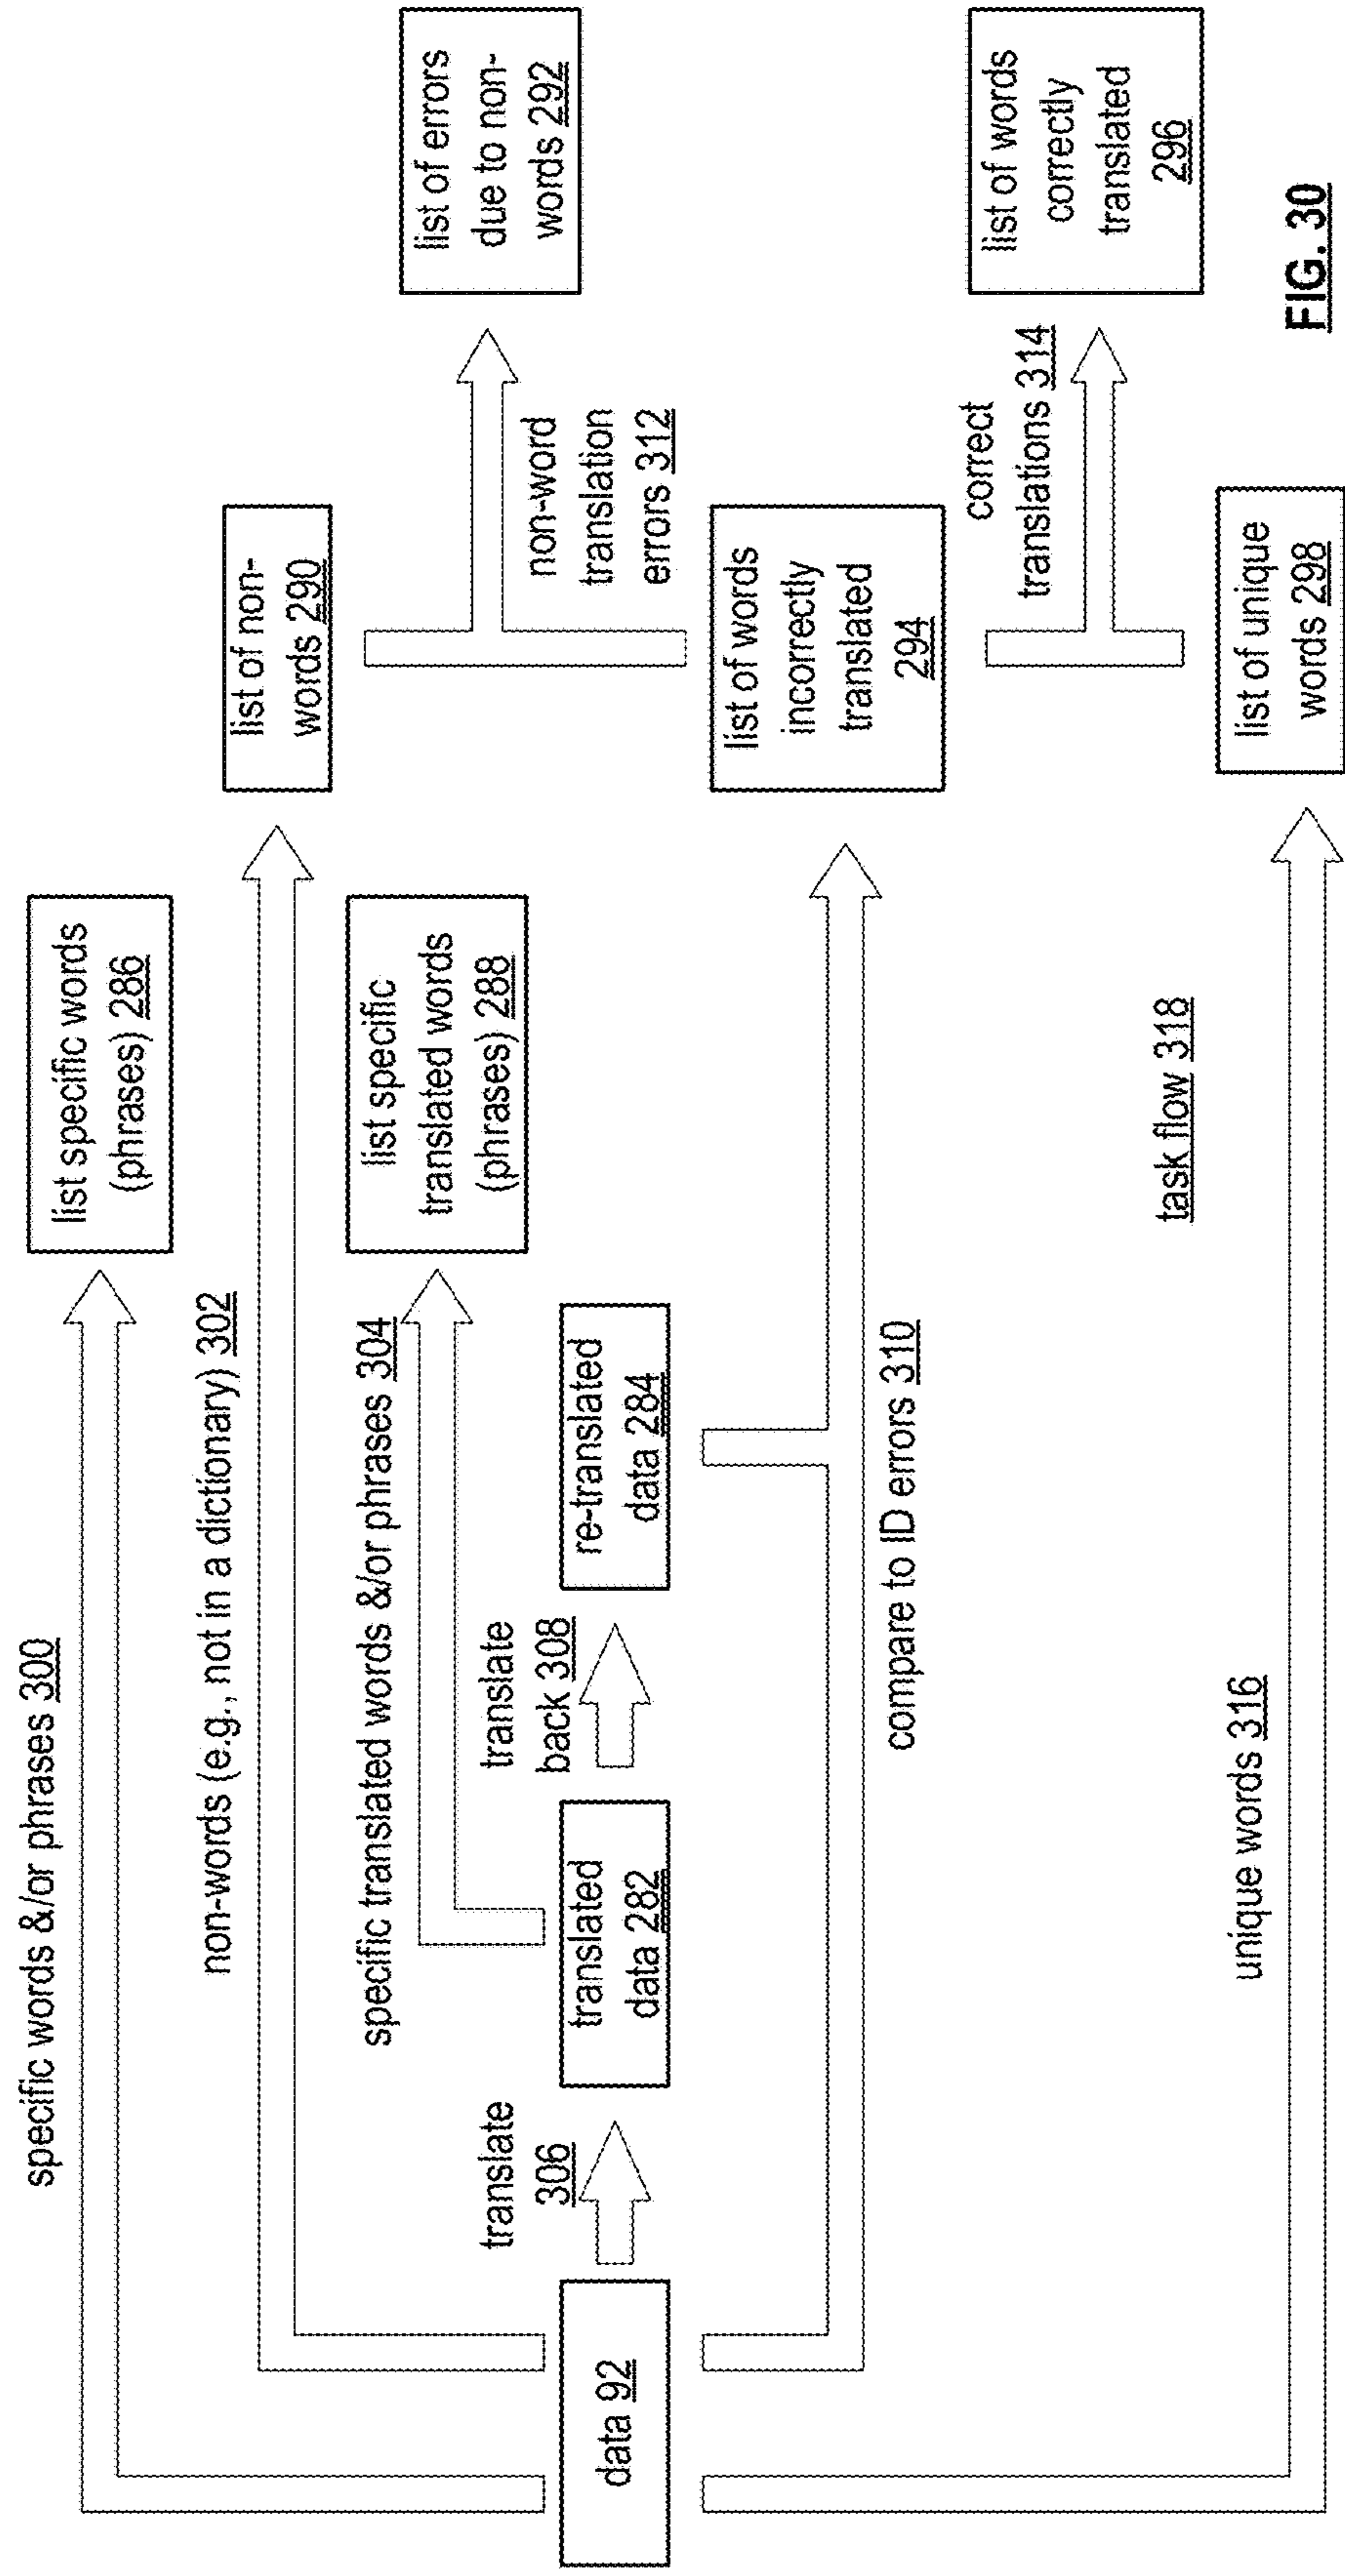 specific words &/or phrases 300
list specific words
(phrases) 286
non-words (e.g., not in a dictionary) 302
list of non-
words 290
specific translated words &/or phrases 304
list specific
translated words
(phrases) 288
list of errors
due to non-
words 292
non-word
translation
errors 312
data 92
translate
306
translated
data 282
translate
back 308
re-translated
data 284
list of words
incorrectly
translated
294
compare to ID errors 310
correct
translations 314
list of words
correctly
translated
296
task flow 318
unique words 316
list of unique
words 298
FIG. 30